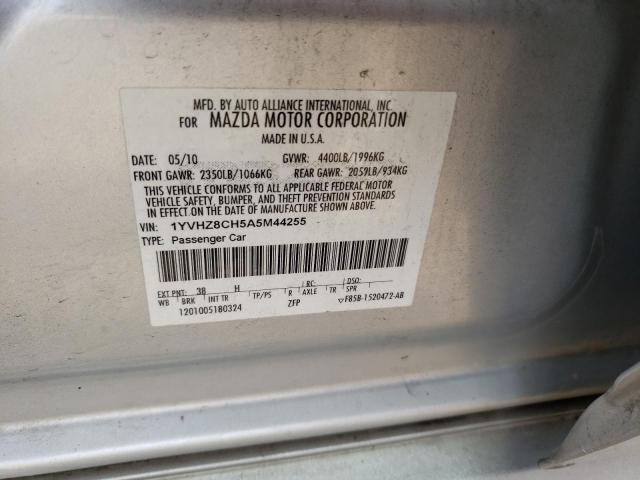 MFD. BY AUTO ALLIANCE INTERNATIONAL, INC.
FOR MAZDA MOTOR CORPORATION
MADE IN U.S.A.
DATE: 05/10 GVWR: 4400LB/1996KG
FRONT GAWR: 2350LB/1066KG REAR GAWR: 2059LB/934KG
THIS VEHICLE CONFORMS TO ALL APPLICABLE FEDERAL MOTOR
VEHICLE SAFETY, BUMPER, AND THEFT PREVENTION STANDARDS
IN EFFECT ON THE DATE OF MANUFACTURE SHOWN ABOVE.
VIN: 1YVHZ8CH5A5M44255
TYPE: Passenger Car
EXT PNT: 38 H RC: DSO:
WB BRK INT TR TP/PS R AXLE TR SPR
1201005180324 ZFP F85B-1520472-AB